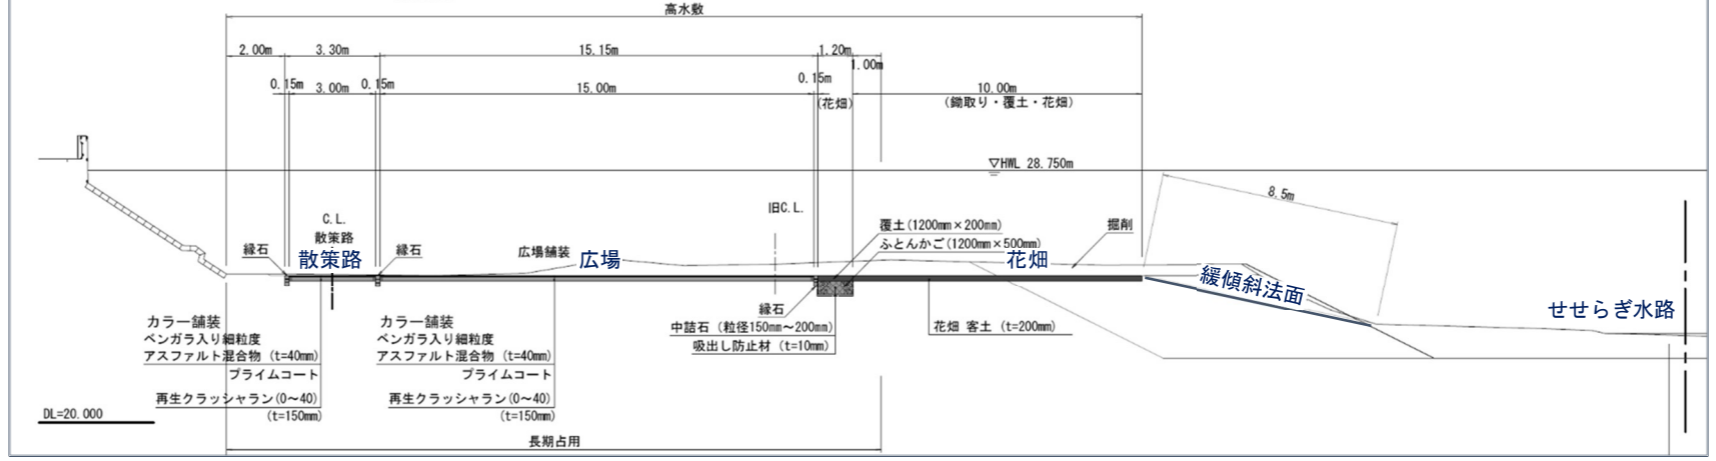 高水敷
2.00m 3.30m 15.15m 1.20m
1.00m
0.15m 3.00m 0.15m 15.00m 0.15m 10.00m
(花畑) (鋤取り・覆土・花畑)
▽HWL 28.750m
8.5m
C.L. 旧C.L.
散策路
覆土(1200mm×200mm) 掘削
縁石 散策路 縁石 広場舗装 広場 ふとんかご(1200mm×500mm)
花畑
緩傾斜法面
せせらぎ水路
縁石
カラー舗装 カラー舗装
中詰石(粒径150mm～200mm) 花畑 客土 (t=200mm)
ベンガラ入り細粒度 ベンガラ入り細粒度
吸出し防止材 (t=10mm)
アスファルト混合物 (t=40mm) アスファルト混合物 (t=40mm)
プライムコート プライムコート
再生クラッシャラン(0～40) 再生クラッシャラン(0～40)
DL=20.000 (t=150mm) (t=150mm)
長期占用